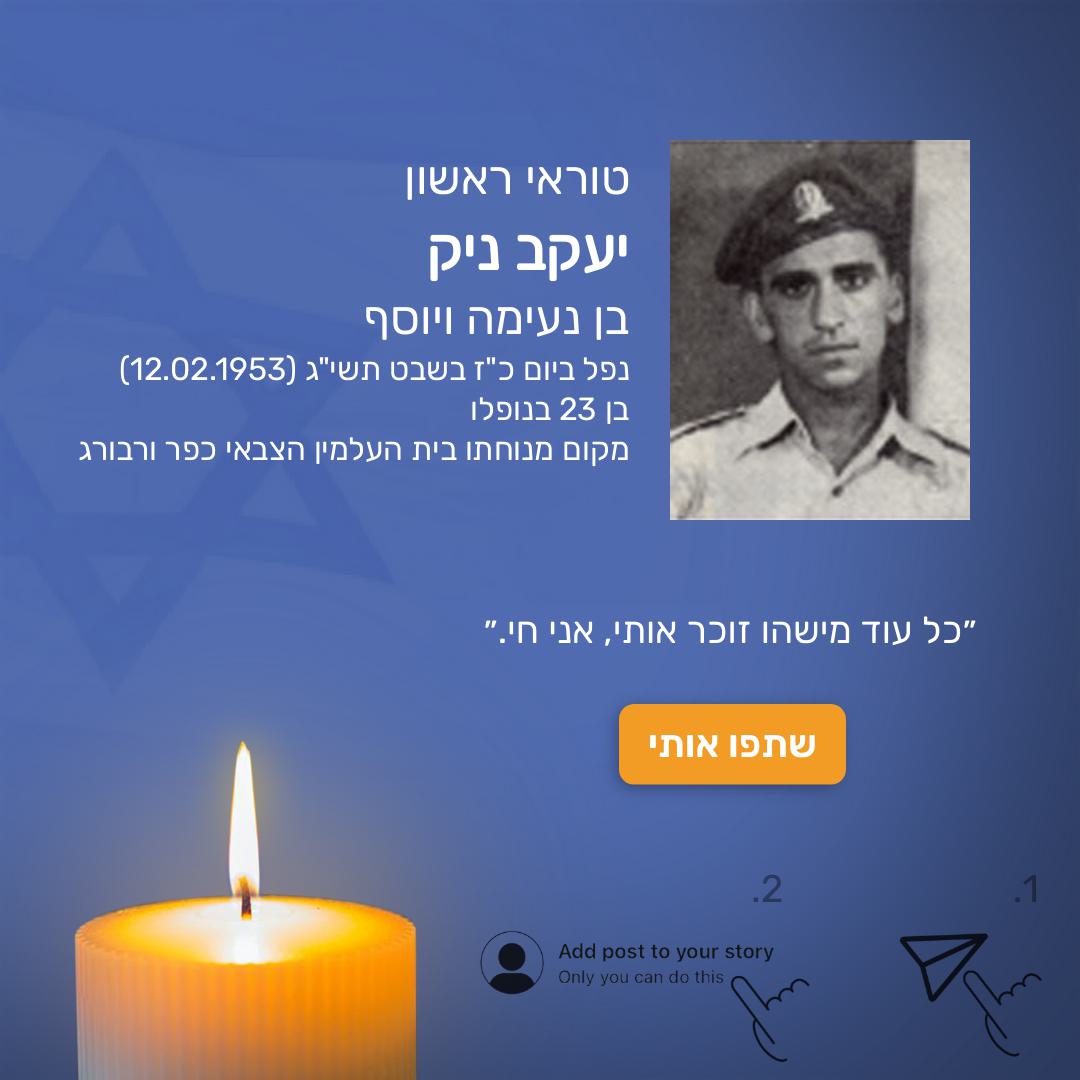 טוראי ראשון
יעקב ניק
בן נעימה ויוסף
נפל ביום כ"ז בשבט תשי"ג (12.02.1953)
בן 23 בנופלו
מקום מנוחתו בית העלמין הצבאי כפר ורבורג
״כל עוד מישהו זוכר אותי, אני חי.״
שתפו אותי
.1
.2
Add post to your story
Only you can do this